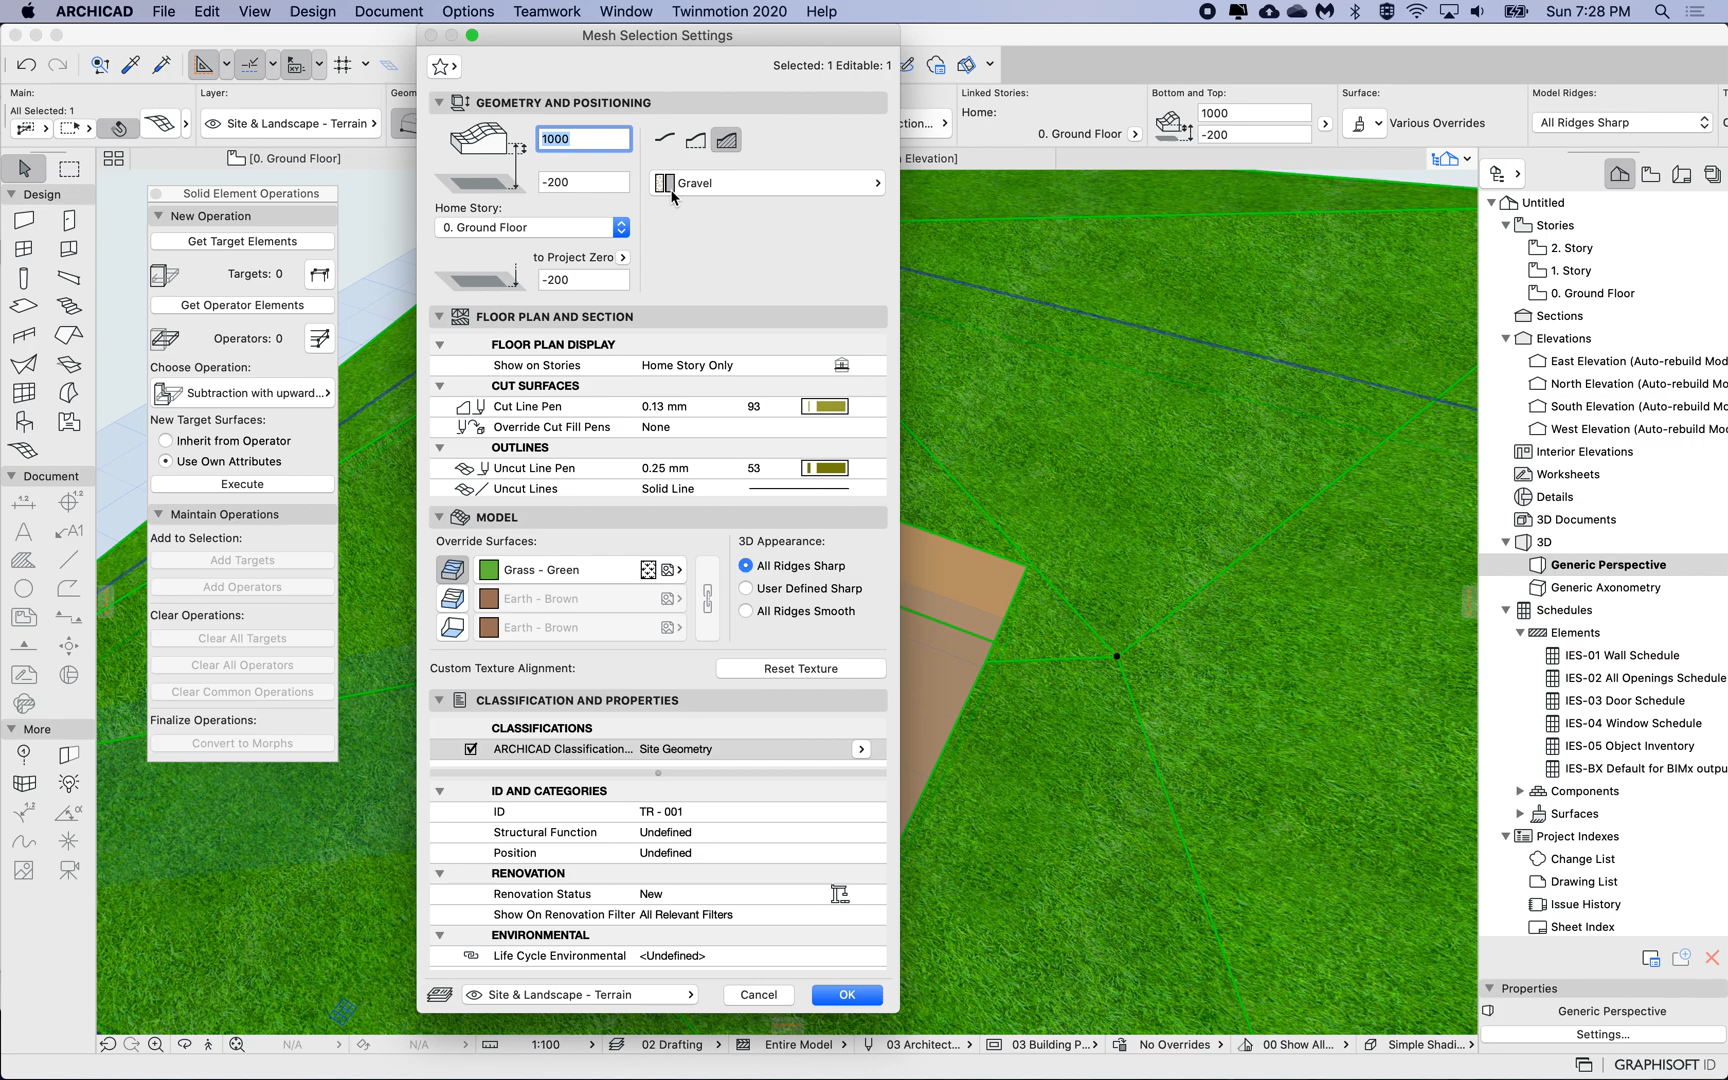 ARCHICAD File Edit View Design Document Options Teamwork Window Twinmotion 2020 Help Sun 7:28 PM
Mesh Selection Settings
Selected: 1 Editable: 1
Main:
All Selected: 1
Layer:
Site & Landscape - Terrain
Geom
ction...
Linked Stories:
Home:
0. Ground Floor
Bottom and Top:
1000
-200
Surface:
Various Overrides
Model Ridges:
All Ridges Sharp
[0. Ground Floor]
n Elevation]
GEOMETRY AND POSITIONING
1000
-200
Gravel
Home Story:
0. Ground Floor
to Project Zero
-200
FLOOR PLAN AND SECTION
FLOOR PLAN DISPLAY
Show on Stories Home Story Only
CUT SURFACES
Cut Line Pen 0.13 mm 93
Override Cut Fill Pens None
OUTLINES
Uncut Line Pen 0.25 mm 53
Uncut Lines Solid Line
MODEL
Override Surfaces:
Grass - Green
Earth - Brown
Earth - Brown
3D Appearance:
All Ridges Sharp
User Defined Sharp
All Ridges Smooth
Custom Texture Alignment:
Reset Texture
CLASSIFICATION AND PROPERTIES
CLASSIFICATIONS
ARCHICAD Classification... Site Geometry
ID AND CATEGORIES
ID TR - 001
Structural Function Undefined
Position Undefined
RENOVATION
Renovation Status New
Show On Renovation Filter All Relevant Filters
ENVIRONMENTAL
Life Cycle Environmental <Undefined>
Site & Landscape - Terrain
Cancel
OK
Design
Document
More
Solid Element Operations
New Operation
Get Target Elements
Targets: 0
Get Operator Elements
Operators: 0
Choose Operation:
Subtraction with upward...
New Target Surfaces:
Inherit from Operator
Use Own Attributes
Execute
Maintain Operations
Add to Selection:
Add Targets
Add Operators
Clear Operations:
Clear All Targets
Clear All Operators
Clear Common Operations
Finalize Operations:
Convert to Morphs
Untitled
Stories
2. Story
1. Story
0. Ground Floor
Sections
Elevations
East Elevation (Auto-rebuild Mod
North Elevation (Auto-rebuild Mo
South Elevation (Auto-rebuild Mo
West Elevation (Auto-rebuild Mo
Interior Elevations
Worksheets
Details
3D Documents
3D
Generic Perspective
Generic Axonometry
Schedules
Elements
IES-01 Wall Schedule
IES-02 All Openings Schedule
IES-03 Door Schedule
IES-04 Window Schedule
IES-05 Object Inventory
IES-BX Default for BIMx outpu
Components
Surfaces
Project Indexes
Change List
Drawing List
Issue History
Sheet Index
Properties
Generic Perspective
Settings...
N/A N/A 1:100 02 Drafting Entire Model 03 Architect... 03 Building P... No Overrides 00 Show All... Simple Shadi...
GRAPHISOFT ID